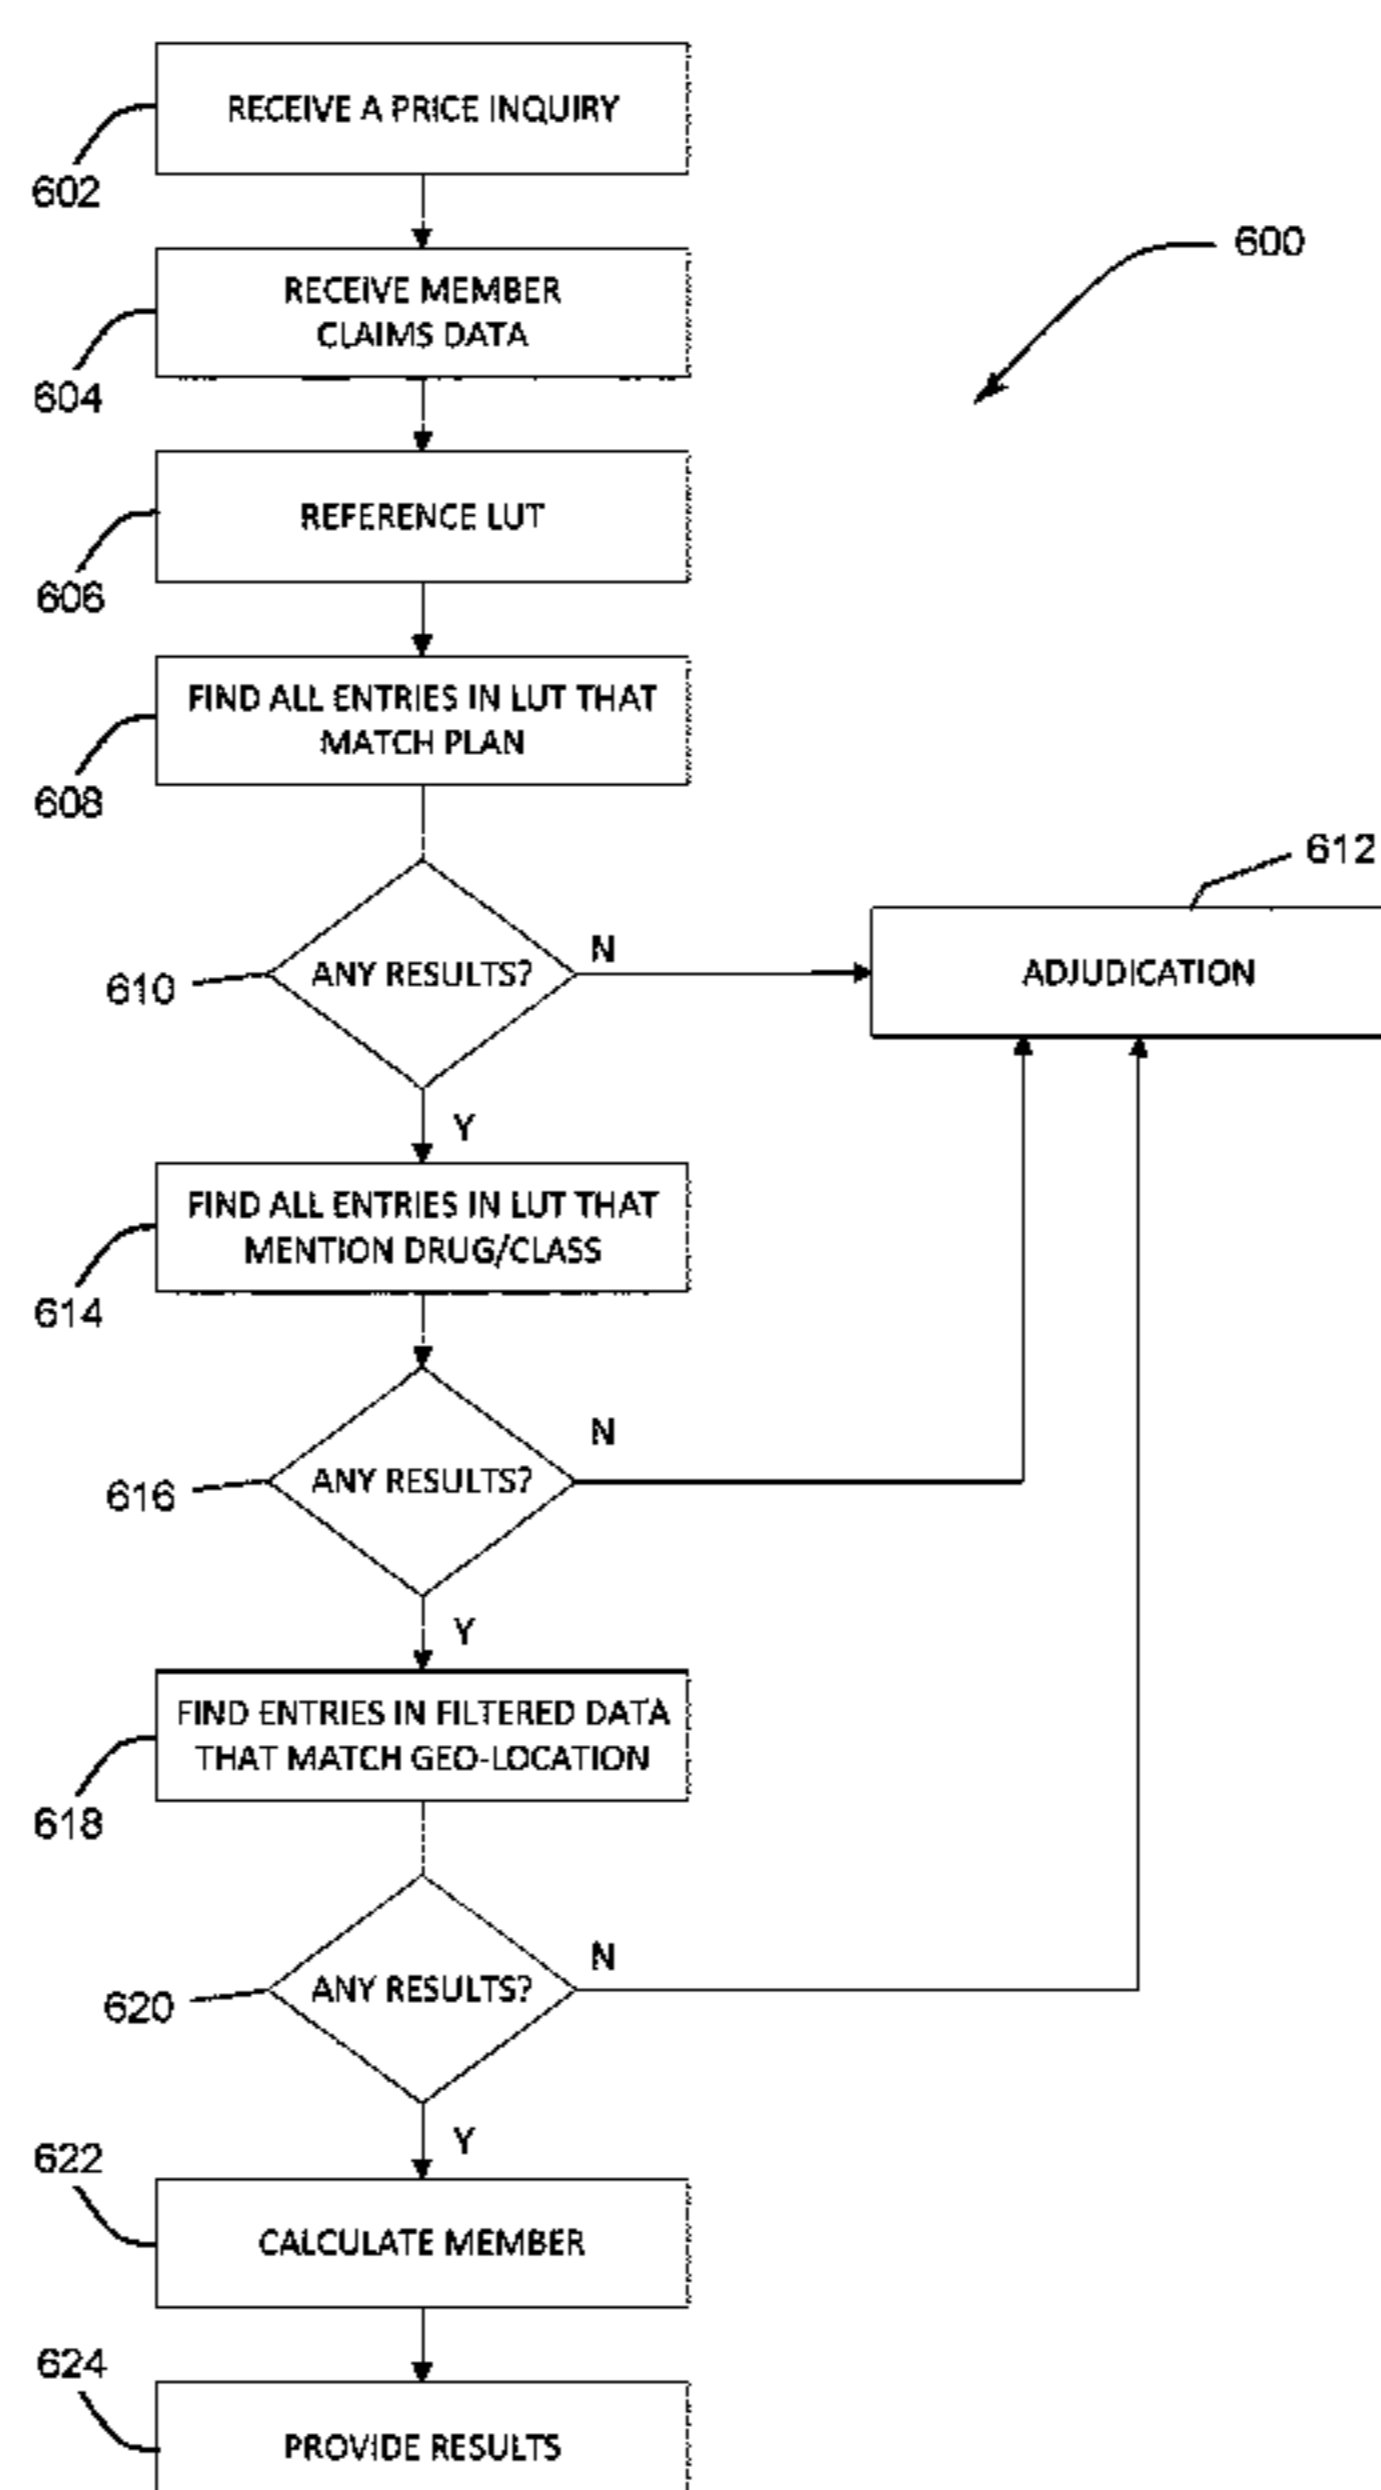 RECEIVE A PRICE INQUIRY
602
600
RECEIVE MEMBER
CLAIMS DATA
604
REFERENCE LUT
606
FIND ALL ENTRIES IN LUT THAT
MATCH PLAN
608
612
ANY RESULTS?
N
ADJUDICATION
610
Y
FIND ALL ENTRIES IN LUT THAT
MENTION DRUG/CLASS
614
N
ANY RESULTS?
616
Y
FIND ENTRIES IN FILTERED DATA
THAT MATCH GEO-LOCATION
618
N
ANY RESULTS?
620
Y
622
CALCULATE MEMBER
624
PROVIDE RESULTS